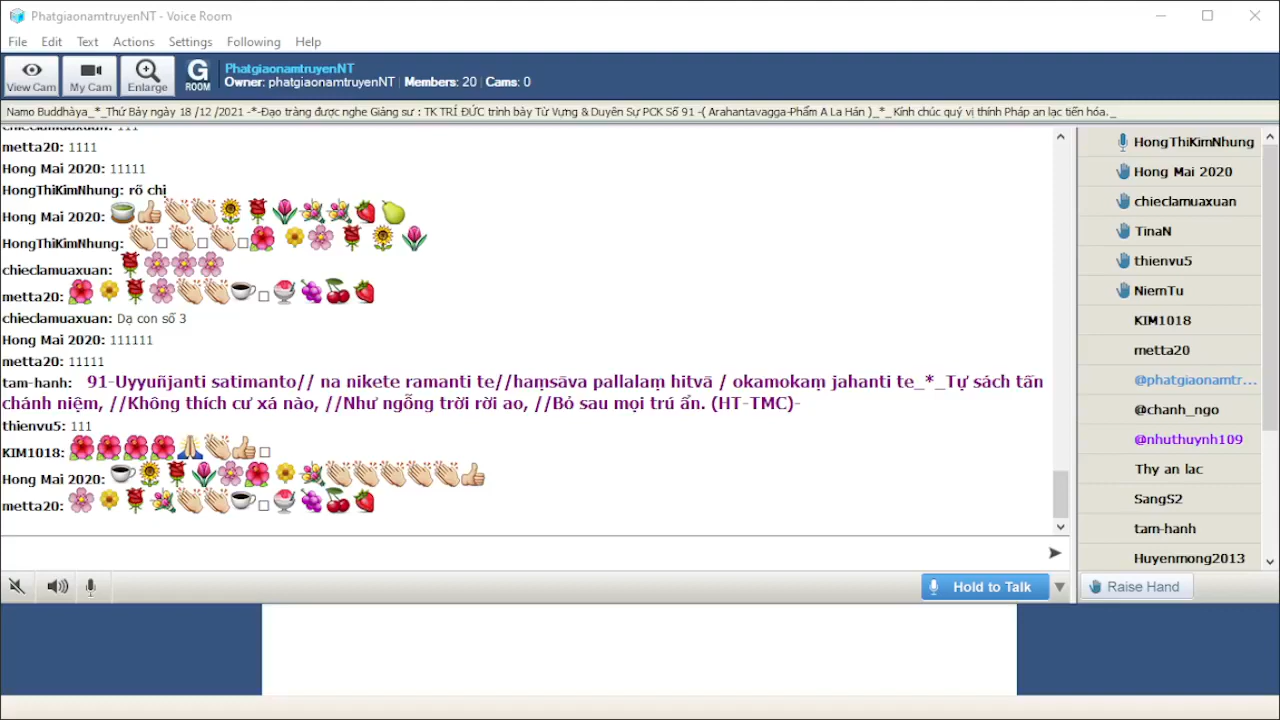 PhatgiaonamtruyenNT - Voice Room
File Edit Text Actions Settings Following Help
View Cam My Cam Enlarge G ROOM
PhatgiaonamtruyenNT
Owner: phatgiaonamtruyenNT | Members: 20 | Cams: 0
Namo Buddhàya_*_Thứ Bảy ngày 18 /12 /2021 -*-Đạo tràng được nghe Giảng sư : TK TRÍ ĐỨC trình bày Từ Vựng & Duyên Sự PCK Số 91 -( Arahantavagga-Phẩm A La Hán )_*_Kính chúc quý vị thính Pháp an lạc tiến hóa._
chieclamuaxuan: 111
metta20: 1111
Hong Mai 2020: 11111
HongThiKimNhung: rõ chị
Hong Mai 2020:
HongThiKimNhung:
chieclamuaxuan:
metta20:
chieclamuaxuan: Dạ con số 3
Hong Mai 2020: 111111
metta20: 11111
tam-hanh: 91-Uyyuñjanti satimanto// na nikete ramanti te//haṃsāva pallalaṃ hitvā / okamokaṃ jahanti te_*_Tự sách tấn
chánh niệm, //Không thích cư xá nào, //Như ngỗng trời rời ao, //Bỏ sau mọi trú ẩn. (HT-TMC)-
thienvu5: 111
KIM1018:
Hong Mai 2020:
metta20:
Hold to Talk
HongThiKimNhung
Hong Mai 2020
chieclamuaxuan
TinaN
thienvu5
NiemTu
KIM1018
metta20
@phatgiaonamtr...
@chanh_ngo
@nhuthuynh109
Thy an lac
SangS2
tam-hanh
Huyenmong2013
Raise Hand